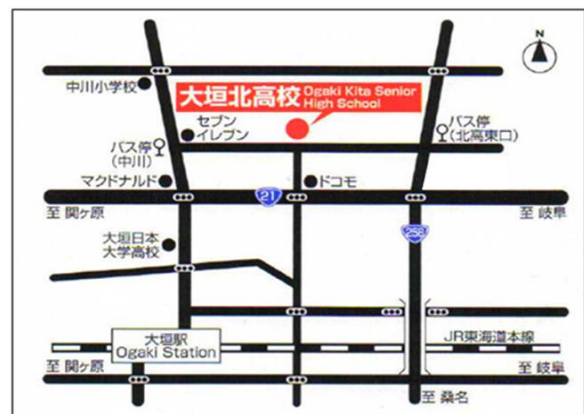 N
中川小学校
大垣北高校 Ogaki Kita Senior
High School
セブン
イレブン
バス停
(中川)
バス停
(北高東口)
マクドナルド
ドコモ
21
至 関ヶ原
至 岐阜
大垣日本
大学高校
258
大垣駅
Ogaki Station
JR東海道本線
至 関ヶ原
至 岐阜
至 桑名